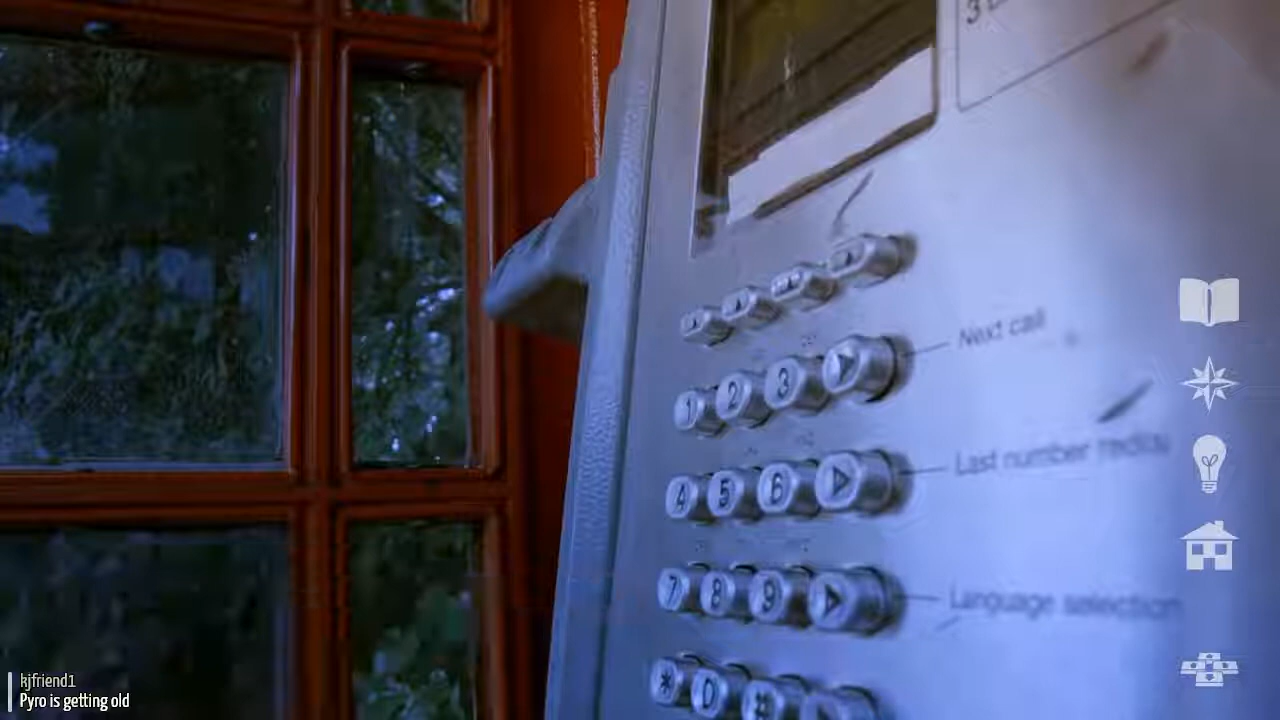 3
Next call
1 2 3
Last number redial
4 5 6
Language selection
7 8 9
* 0 #
kjfriend1
Pyro is getting old